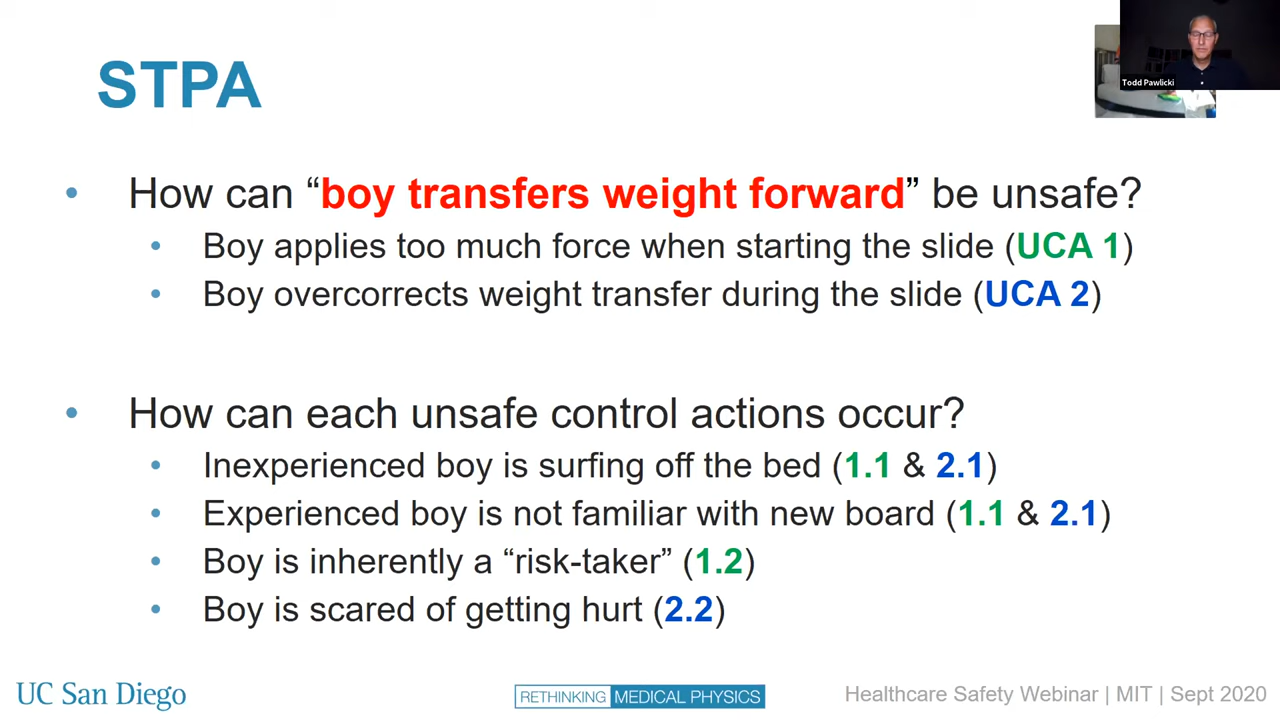 Todd Pawlicki
STPA
How can “boy transfers weight forward” be unsafe?
Boy applies too much force when starting the slide (UCA 1)
Boy overcorrects weight transfer during the slide (UCA 2)
How can each unsafe control actions occur?
Inexperienced boy is surfing off the bed (1.1 & 2.1)
Experienced boy is not familiar with new board (1.1 & 2.1)
Boy is inherently a “risk-taker” (1.2)
Boy is scared of getting hurt (2.2)
UC San Diego
RETHINKING MEDICAL PHYSICS
Healthcare Safety Webinar | MIT | Sept 2020